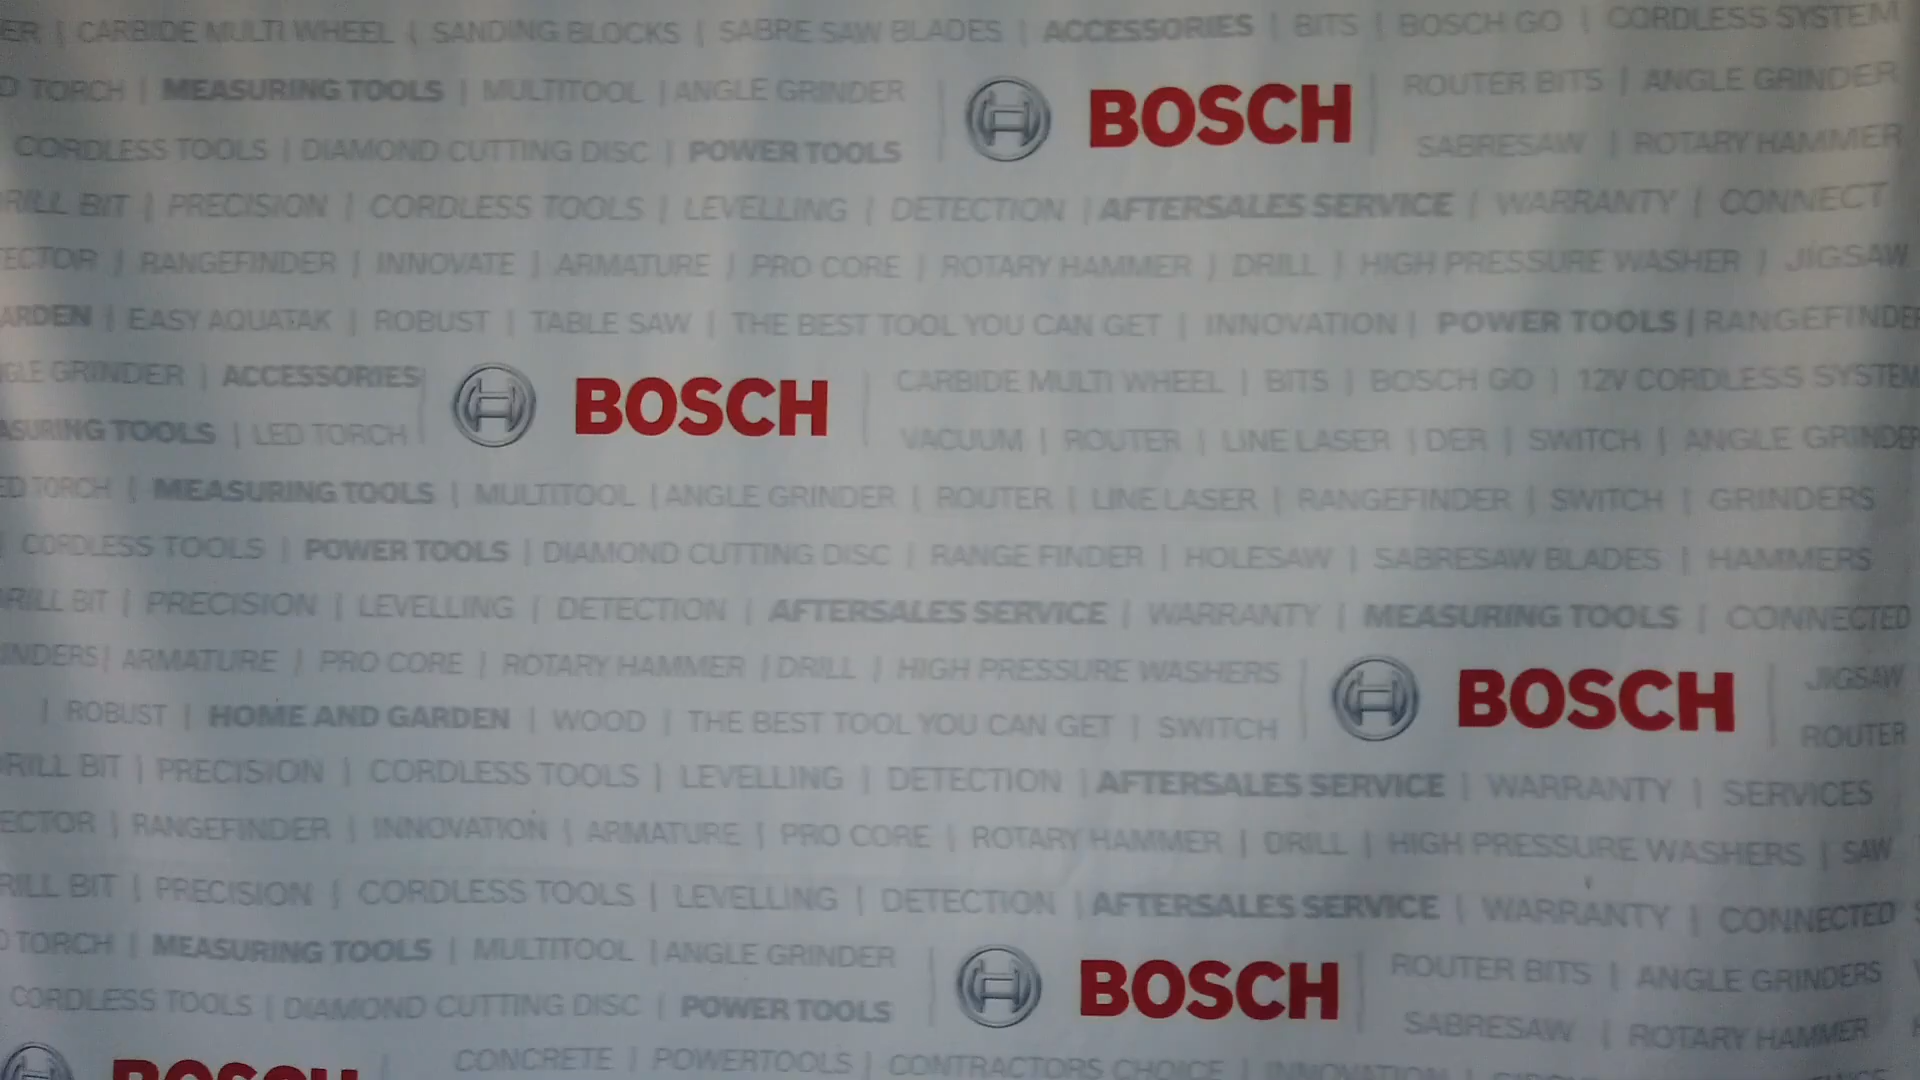 ER | CARBIDE MULTI WHEEL | SANDING BLOCKS | SABRE SAW BLADES | ACCESSORIES | BITS | BOSCH GO | CORDLESS SYSTEM
D TORCH | MEASURING TOOLS | MULTITOOL | ANGLE GRINDER | BOSCH | ROUTER BITS | ANGLE GRINDER
CORDLESS TOOLS | DIAMOND CUTTING DISC | POWER TOOLS | SABRESAW | ROTARY HAMMER
RILL BIT | PRECISION | CORDLESS TOOLS | LEVELLING | DETECTION | AFTERSALES SERVICE | WARRANTY | CONNECT
ECTOR | RANGEFINDER | INNOVATE | ARMATURE | PRO CORE | ROTARY HAMMER | DRILL | HIGH PRESSURE WASHER | JIGSAW
ARDEN | EASY AQUATAK | ROBUST | TABLE SAW | THE BEST TOOL YOU CAN GET | INNOVATION | POWER TOOLS | RANGEFINDER
GLE GRINDER | ACCESSORIES | BOSCH | CARBIDE MULTI WHEEL | BITS | BOSCH GO | 12V CORDLESS SYSTEM
ASURING TOOLS | LED TORCH | VACUUM | ROUTER | LINE LASER | DER | SWITCH | ANGLE GRINDER
ED TORCH | MEASURING TOOLS | MULTITOOL | ANGLE GRINDER | ROUTER | LINE LASER | RANGEFINDER | SWITCH | GRINDERS
CORDLESS TOOLS | POWER TOOLS | DIAMOND CUTTING DISC | RANGE FINDER | HOLESAW | SABRESAW BLADES | HAMMERS
RILL BIT | PRECISION | LEVELLING | DETECTION | AFTERSALES SERVICE | WARRANTY | MEASURING TOOLS | CONNECTED
INDERS | ARMATURE | PRO CORE | ROTARY HAMMER | DRILL | HIGH PRESSURE WASHERS | BOSCH | JIGSAW
| ROBUST | HOME AND GARDEN | WOOD | THE BEST TOOL YOU CAN GET | SWITCH | ROUTER
RILL BIT | PRECISION | CORDLESS TOOLS | LEVELLING | DETECTION | AFTERSALES SERVICE | WARRANTY | SERVICES
ECTOR | RANGEFINDER | INNOVATION | ARMATURE | PRO CORE | ROTARY HAMMER | DRILL | HIGH PRESSURE WASHERS | SAW
RILL BIT | PRECISION | CORDLESS TOOLS | LEVELLING | DETECTION | AFTERSALES SERVICE | WARRANTY | CONNECTED
D TORCH | MEASURING TOOLS | MULTITOOL | ANGLE GRINDER | BOSCH | ROUTER BITS | ANGLE GRINDERS
CORDLESS TOOLS | DIAMOND CUTTING DISC | POWER TOOLS | SABRESAW | ROTARY HAMMER
BOSCH | CONCRETE | POWERTOOLS | CONTRACTORS CHOICE | INNOVATION |